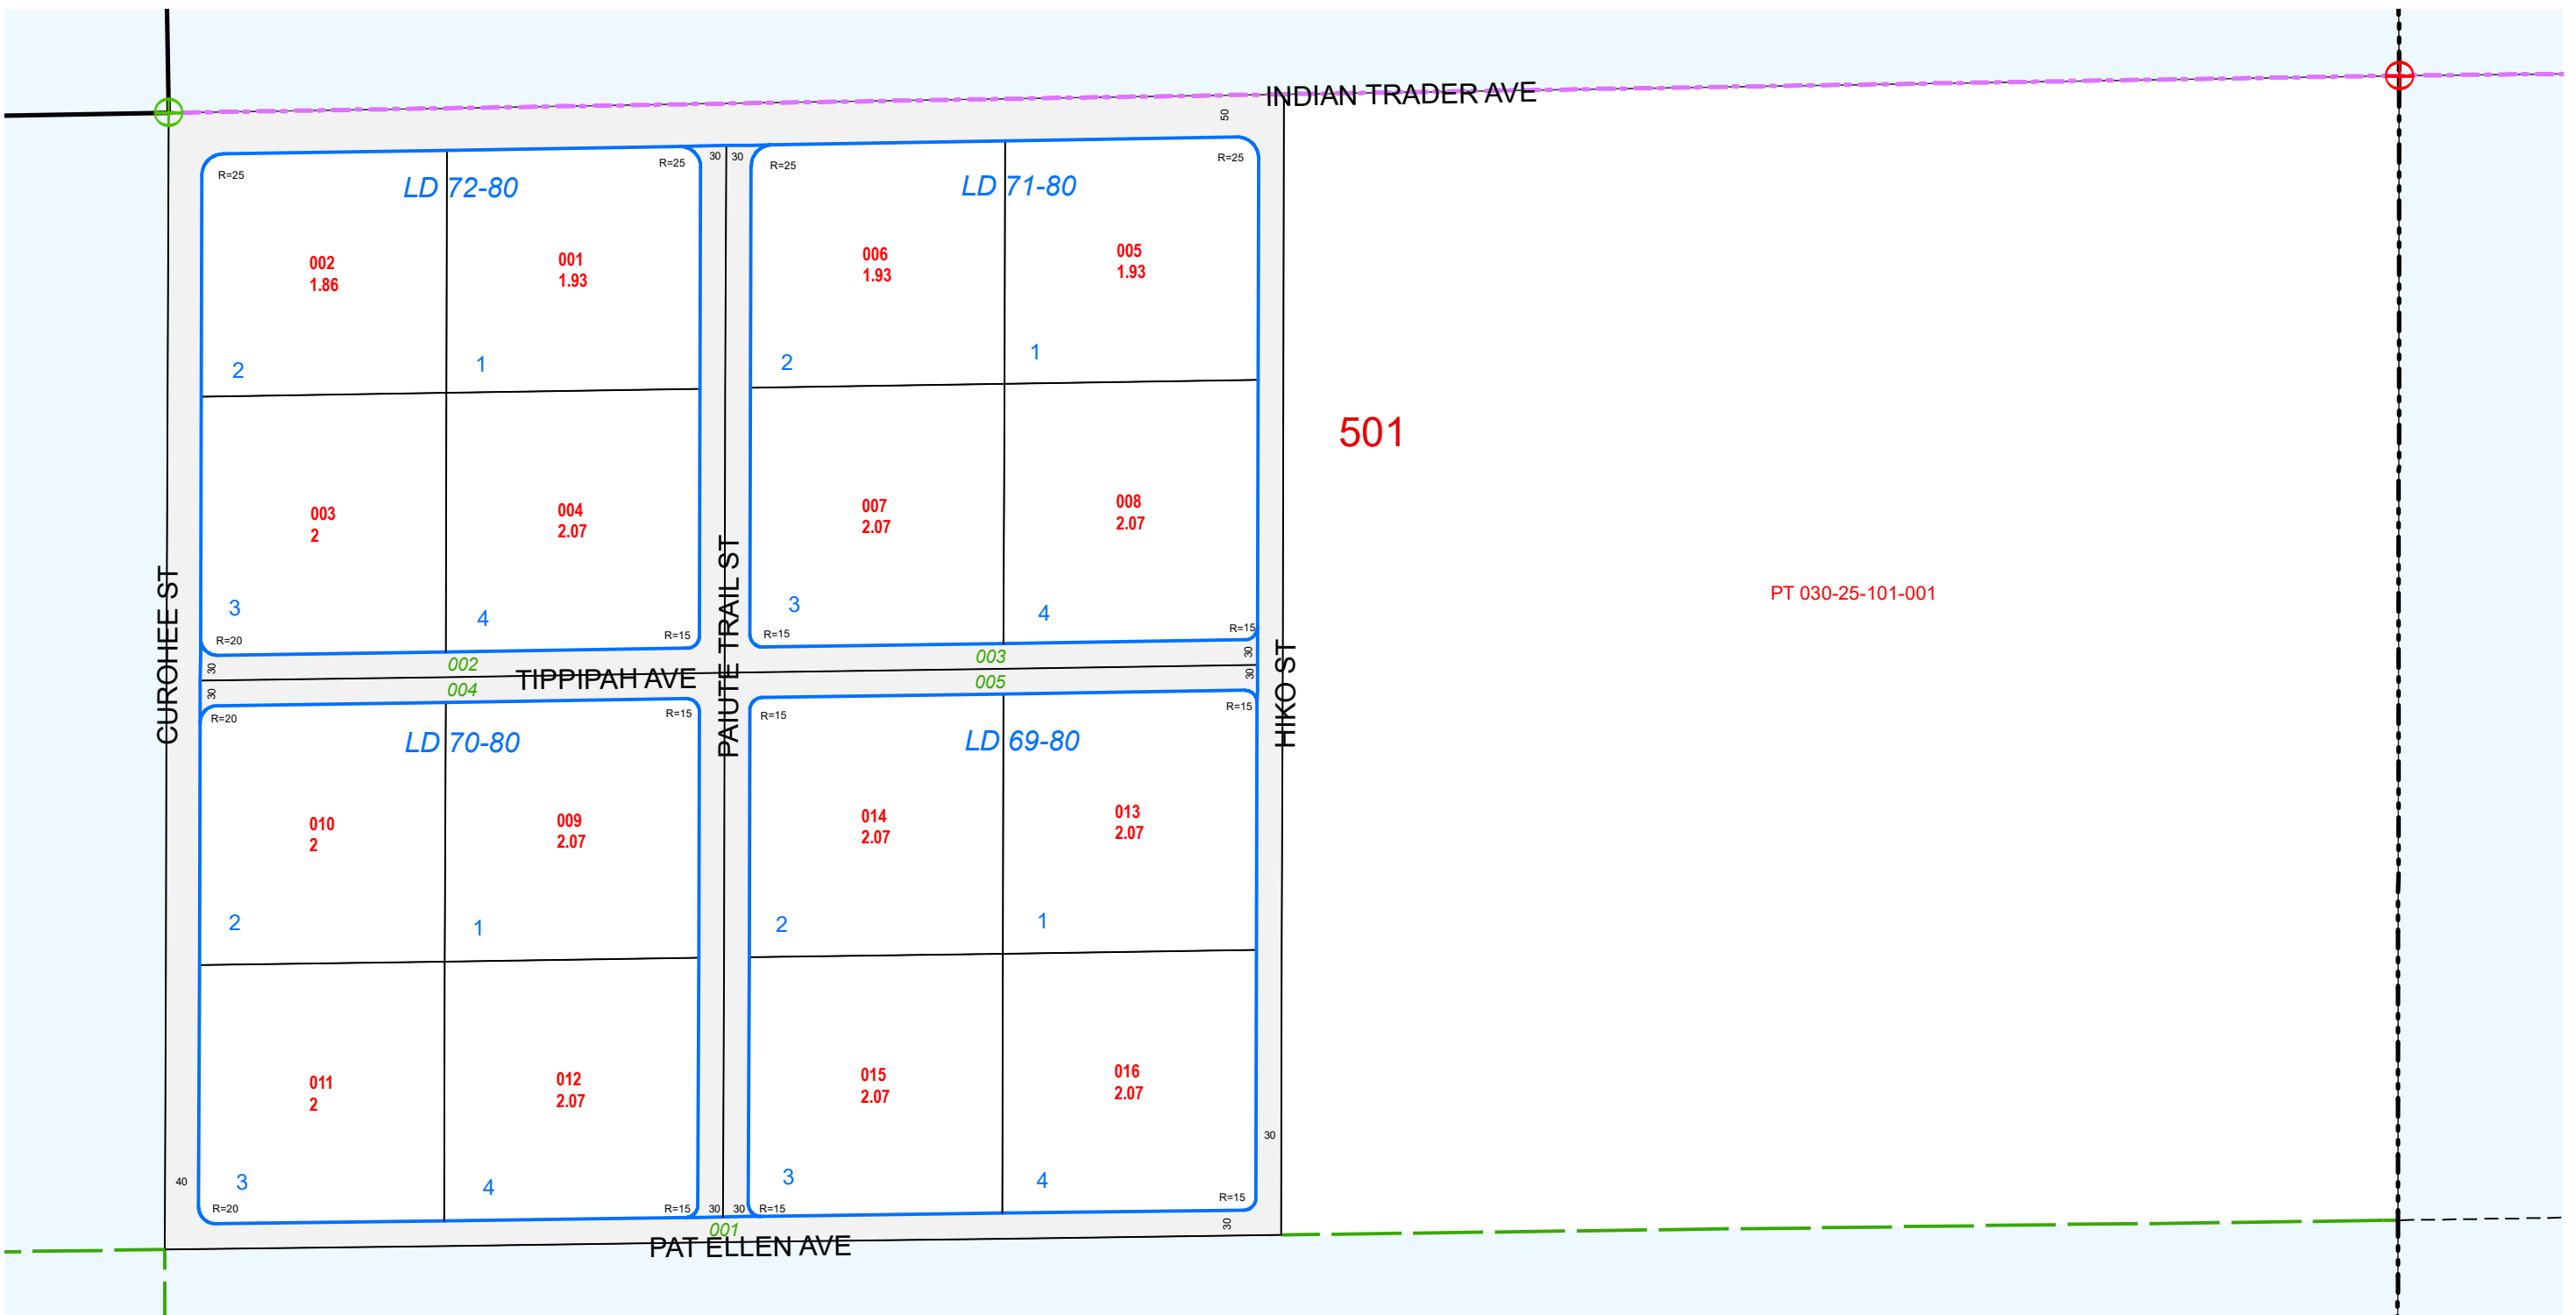 INDIAN TRADER AVE
50
R=25
R=25
30
30
R=25
R=25
LD 72-80
LD 71-80
002
1.86
001
1.93
006
1.93
005
1.93
2
1
2
1
501
003
2
004
2.07
007
2.07
008
2.07
PT 030-25-101-001
3
4
3
4
R=20
R=15
R=15
R=15
CUROHEE ST
PAIUTE TRAIL ST
HIKO ST
30
002
003
30
TIPPIPAH AVE
30
004
005
30
R=20
R=15
R=15
R=15
LD 70-80
LD 69-80
010
2
009
2.07
014
2.07
013
2.07
2
1
2
1
011
2
012
2.07
015
2.07
016
2.07
30
40
3
4
3
4
R=20
R=15
30
30
R=15
R=15
001
30
PAT ELLEN AVE